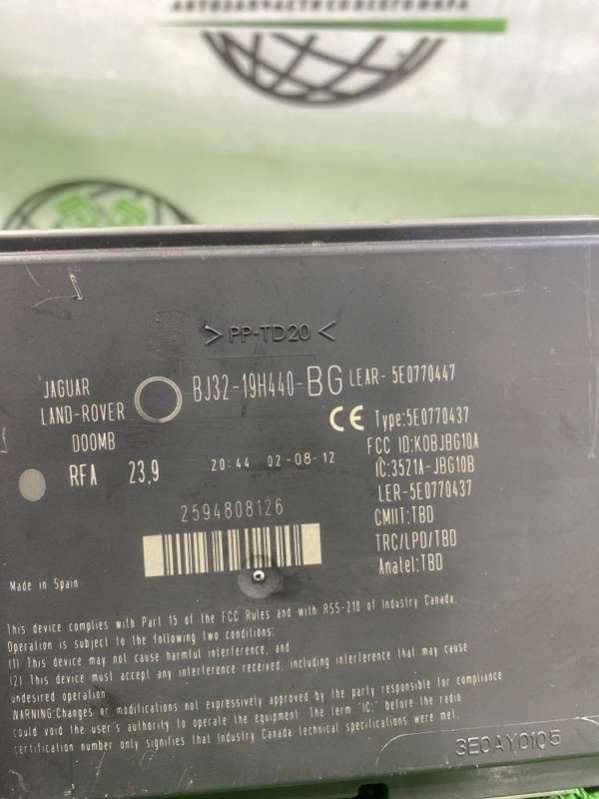 АВТОЗАПЧАСТИ СО ВСЕГО МИРА
> PP-TD20 <
JAGUAR
LAND-ROVER
DOOMB
BJ32-19H440-BG LEAR-5E0770447
CE Type:5E0770437
FCC ID:KOBJBG10A
IC:3521A-JBG10B
LER-5E0770437
CMIIT:TBD
TRC/LPD/TBD
Anatel:TBD
RFA 23.9 20:44 02-08-12
2594808126
Made in Spain
This device complies with Part 15 of the FCC Rules and with RSS-210 of Industry Canada.
Operation is subject to the following two conditions:
(1) This device may not cause harmful interference, and
(2) This device must accept any interference received, including interference that may cause
undesired operation
WARNING:Changes or modifications not expressively approved by the party responsible for compliance
could void the user's authority to operate the equipment. The term "IC:" before the radio
certification number only signifies that Industry Canada technical specifications were met.
3E0AY0105